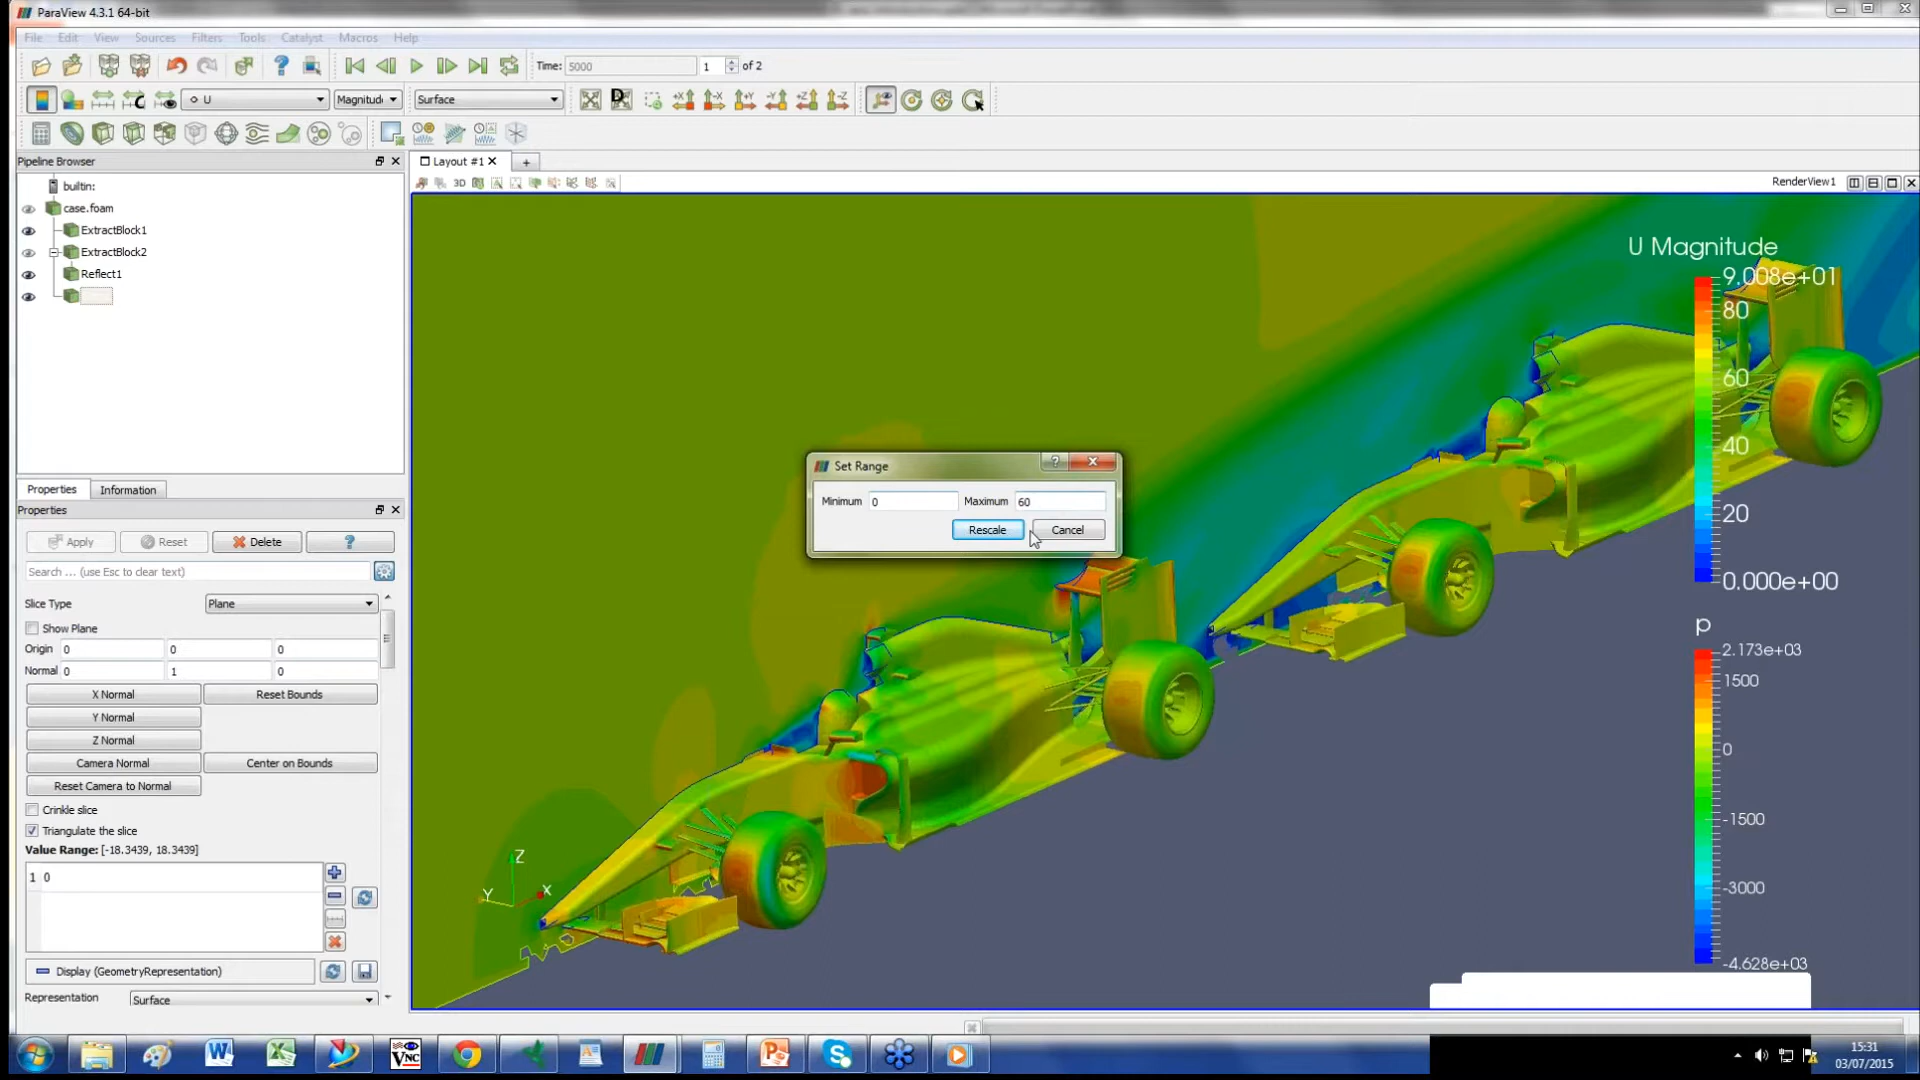 ParaView 4.3.1 64-bit
File Edit View Sources Filters Tools Catalyst Macros Help
Time: 5000 1 of 2
U Magnitud Surface
+X -X +Y -Y +Z -Z
Pipeline Browser
Layout #1
3D
RenderView1
builtin:
case.foam
ExtractBlock1
ExtractBlock2
Reflect1
U Magnitude
9.008e+01
80
60
40
20
0.000e+00
Set Range
Minimum 0 Maximum 60
Rescale Cancel
p
2.173e+03
1500
0
-1500
-3000
-4.628e+03
Z
Y X
Properties Information
Properties
Apply Reset Delete ?
Search ... (use Esc to clear text)
Slice Type Plane
Show Plane
Origin 0 0 0
Normal 0 1 0
X Normal Reset Bounds
Y Normal
Z Normal
Camera Normal Center on Bounds
Reset Camera to Normal
Crinkle slice
Triangulate the slice
Value Range: [-18.3439, 18.3439]
1 0
Display (GeometryRepresentation)
Representation Surface
VNC
15:31
03/07/2015